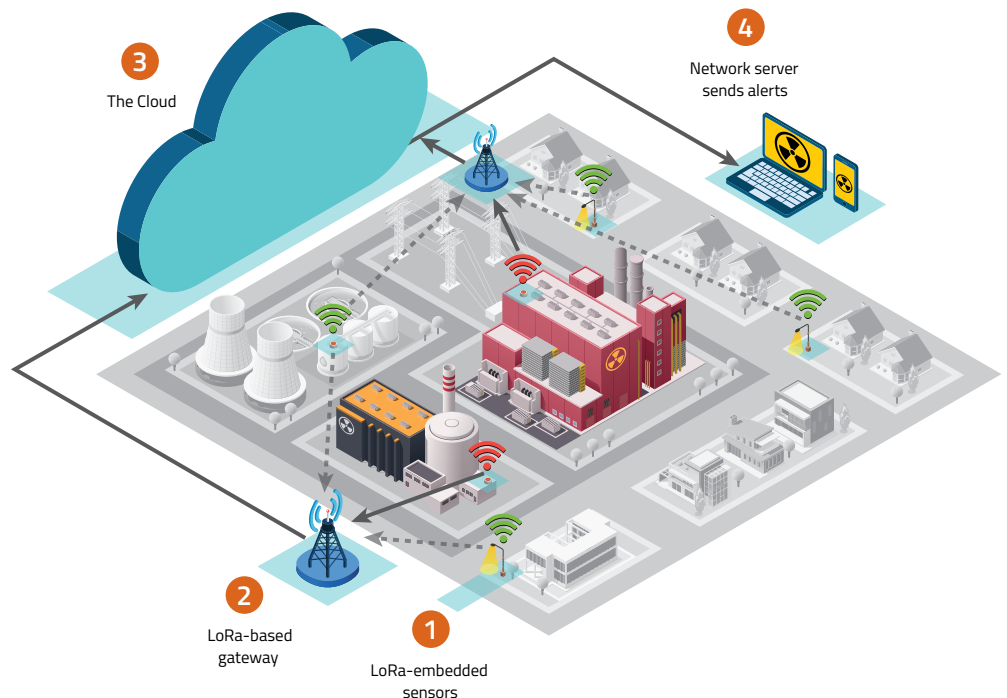 3
The Cloud
4
Network server
sends alerts
2
LoRa-based
gateway
1
LoRa-embedded
sensors